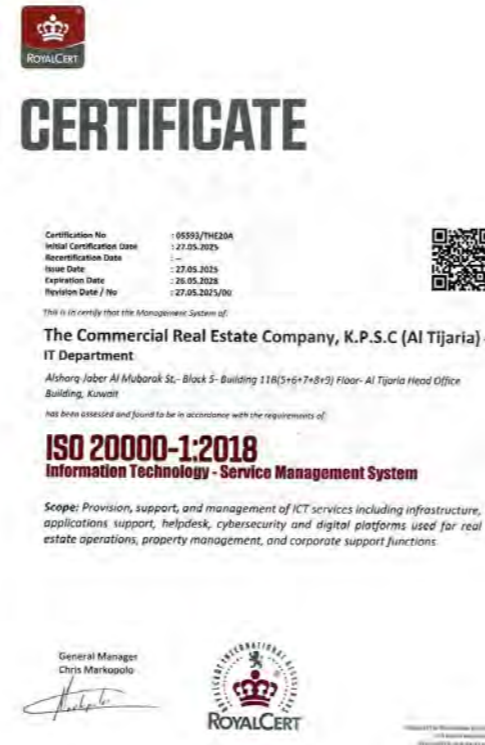 ROYALCERT
CERTIFICATE
Certification No : 05593/THE20A
Initial Certification Date : 27.05.2025
Recertification Date : --
Issue Date : 27.05.2025
Expiration Date : 26.05.2028
Revision Date / No : 27.05.2025/00
This is to certify that the Management System of:
The Commercial Real Estate Company, K.P.S.C (Al Tijaria) -
IT Department
Alsharq-Jaber Al Mubarak St,- Block 5- Building 11B(5+6+7+8+9) Floor- Al Tijaria Head Office
Building, Kuwait
has been assessed and found to be in accordance with the requirements of
ISO 20000-1:2018
Information Technology - Service Management System
Scope: Provision, support, and management of ICT services including infrastructure,
applications support, helpdesk, cybersecurity and digital platforms used for real
estate operations, property management, and corporate support functions
General Manager
Chris Markopolo
ROYALCERT INTERNATIONAL REGISTRARS
ROYALCERT